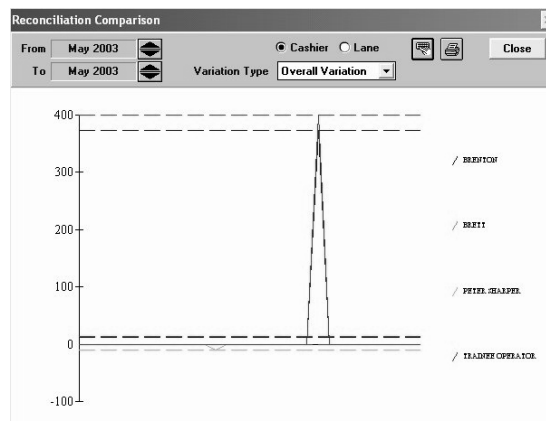 Reconciliation Comparison
From May 2003 Cashier Lane Close
To May 2003 Variation Type Overall Variation
400
300
200
100
0
-100
BRENTON
BRETT
PETER SHARPER
TRAINEE OPERATOR